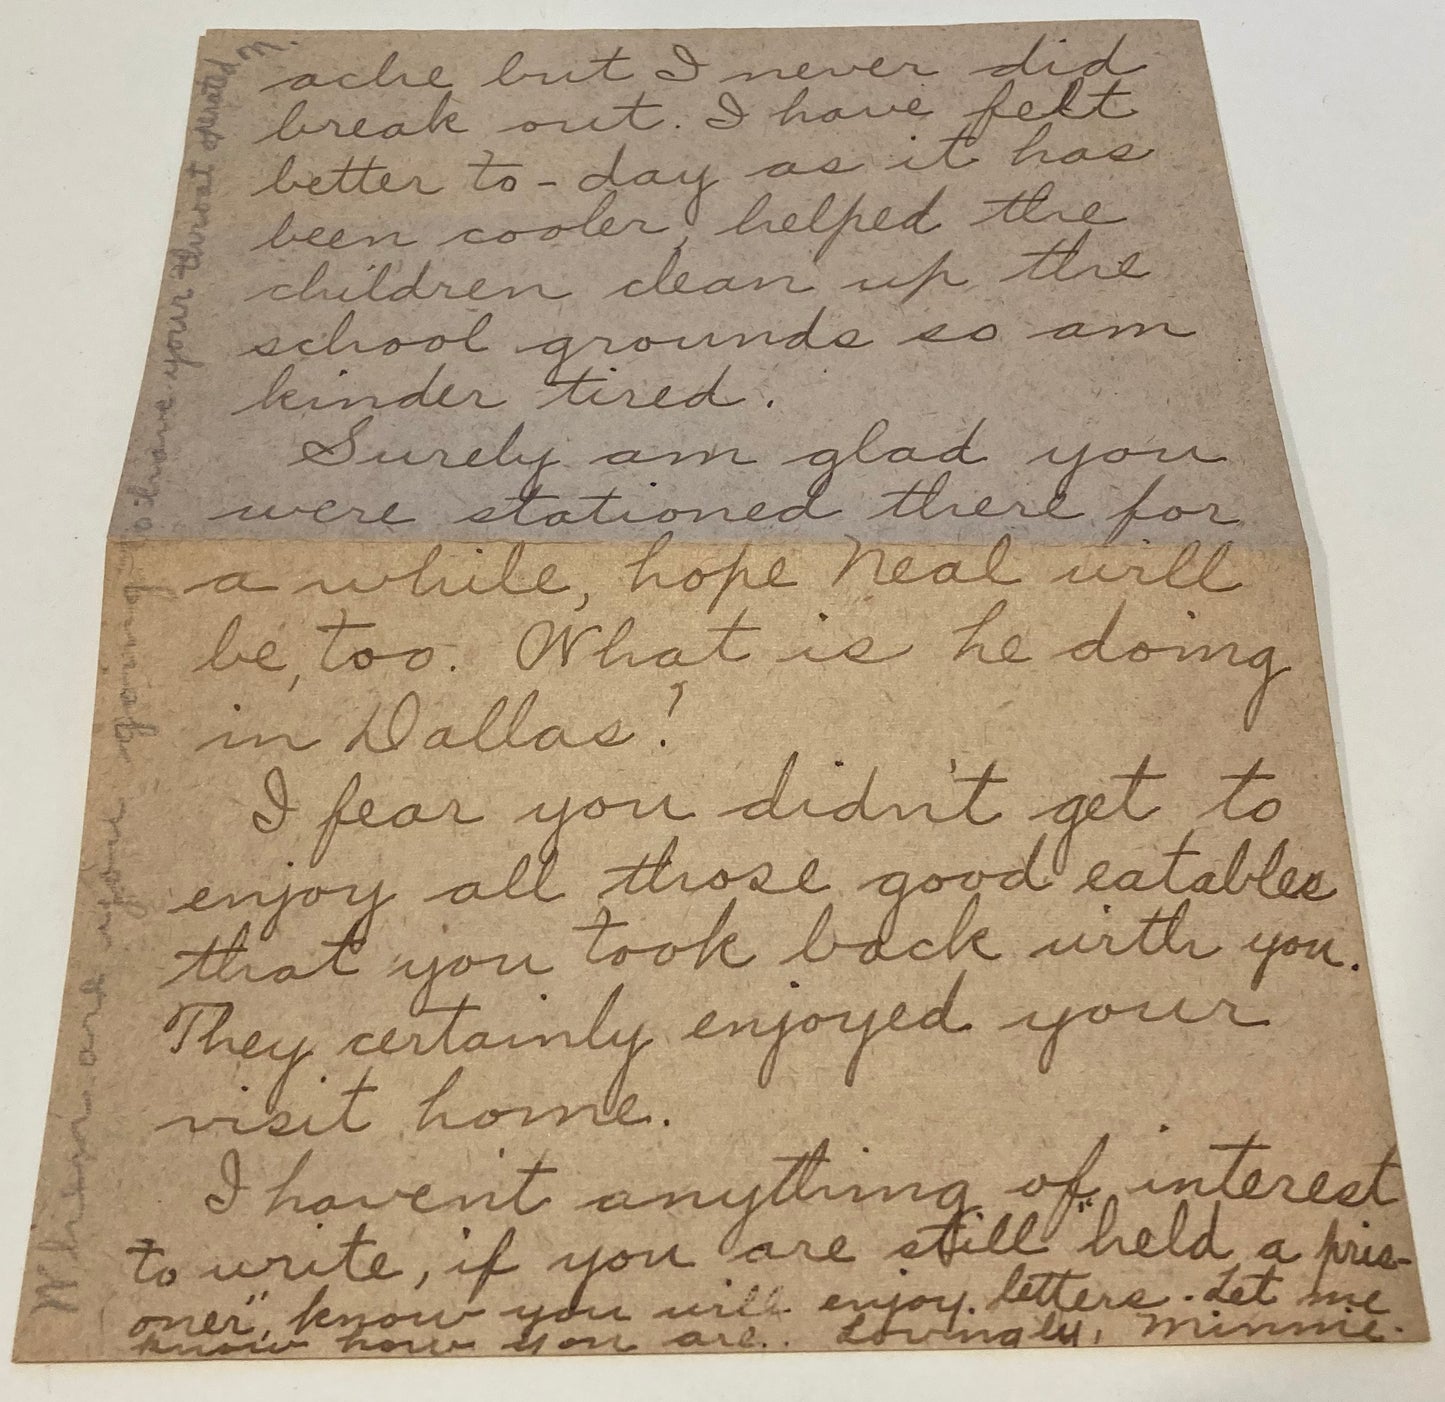 ache but I never did
break out. I have felt
better to-day as it has
been cooler, helped the
children clean up the
school grounds so am
kinder tired.
Surely am glad you
were stationed there for
a while, hope Neal will
be, too. What is he doing
in Dallas?
I fear you didn't get to
enjoy all those good eatables
that you took back with you.
They certainly enjoyed your
visit home.
I haven't anything of interest
to write, if you are still "held a pris-
oner", know you will enjoy letters. Let me
know how you are. Lovingly, Minnie.
When are you going to have your throat operated M.